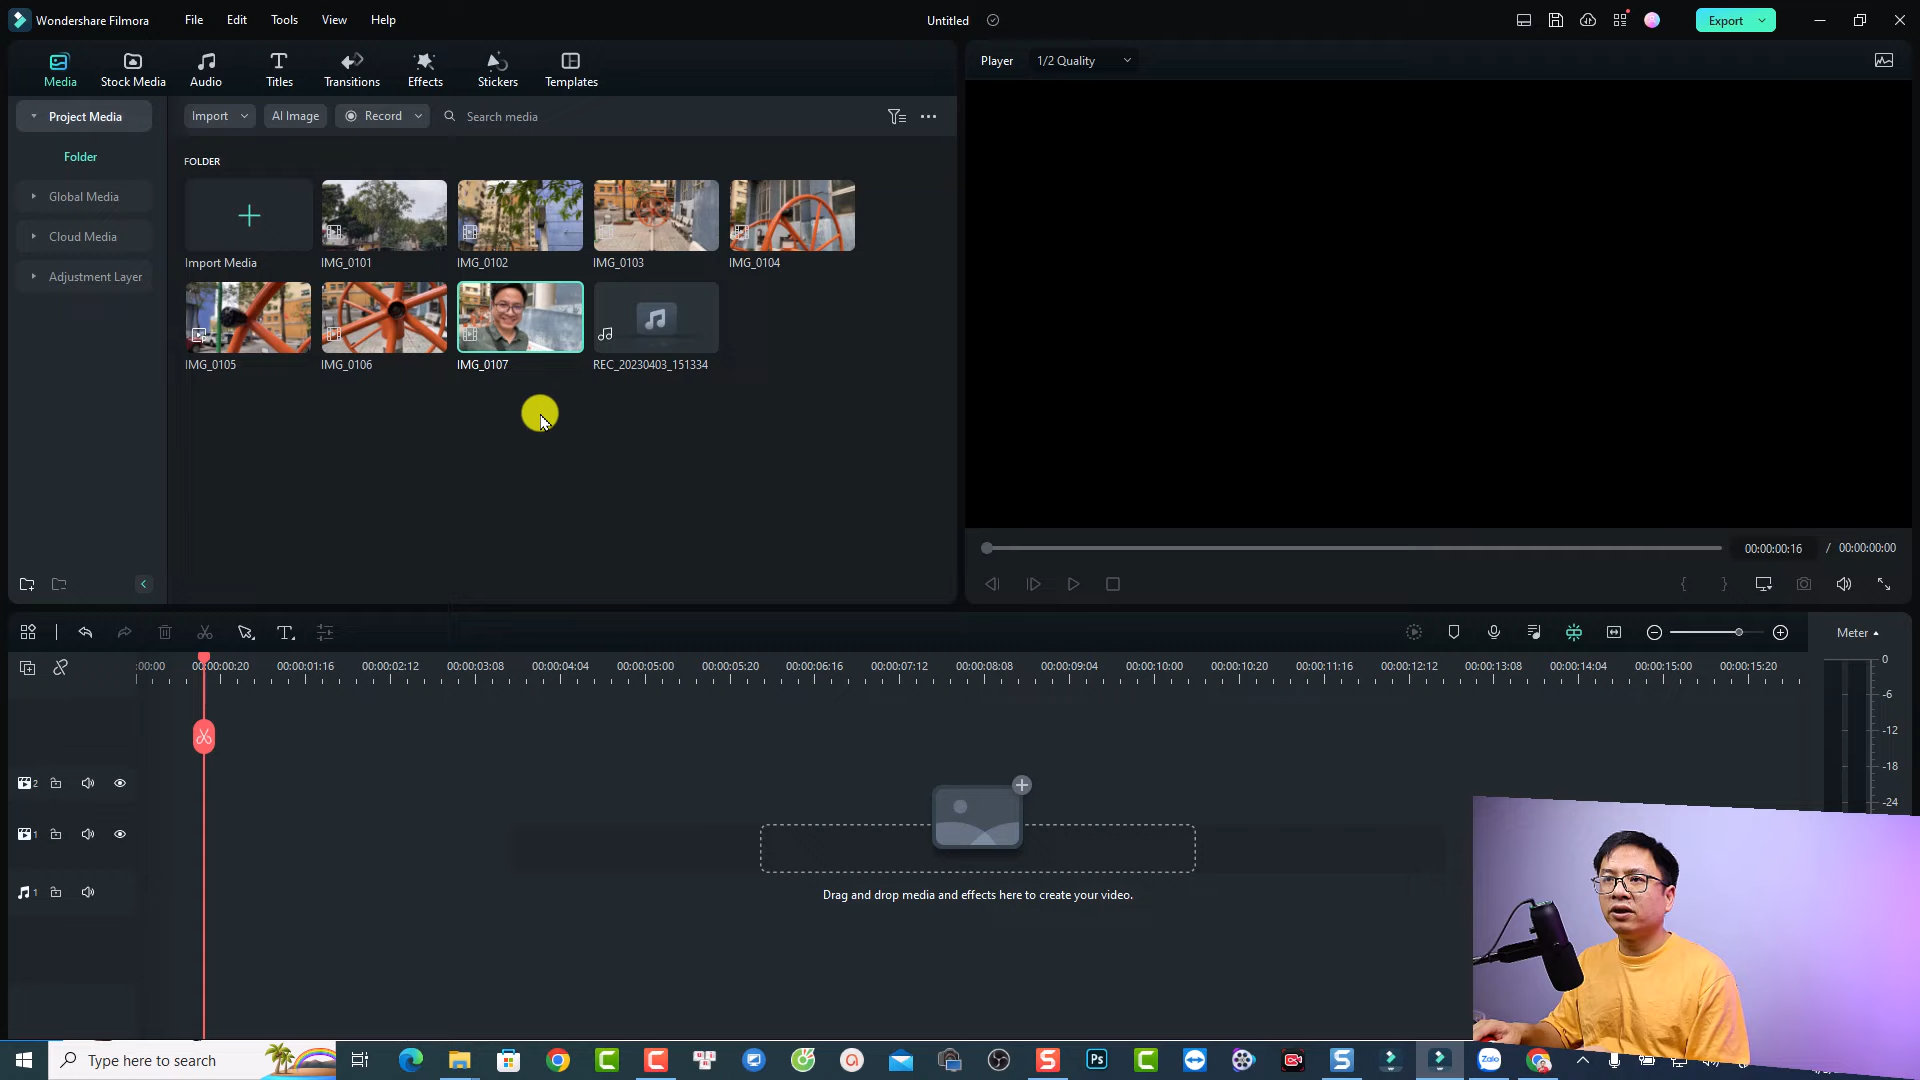 Wondershare Filmora File Edit Tools View Help Untitled Export
Media Stock Media Audio Titles Transitions Effects Stickers Templates
Player 1/2 Quality
Project Media Import AI Image Record Search media
Folder
Global Media
Cloud Media
Adjustment Layer
FOLDER
Import Media IMG_0101 IMG_0102 IMG_0103 IMG_0104
IMG_0105 IMG_0106 IMG_0107 REC_20230403_151334
00:00:00:16 / 00:00:00:00
Meter
:00:00 00:00:00:20 00:00:01:16 00:00:02:12 00:00:03:08 00:00:04:04 00:00:05:00 00:00:05:20 00:00:06:16 00:00:07:12 00:00:08:08 00:00:09:04 00:00:10:00 00:00:10:20 00:00:11:16 00:00:12:12 00:00:13:08 00:00:14:04 00:00:15:00 00:00:15:20
0
-6
-12
-18
-24
2
1
1
Drag and drop media and effects here to create your video.
Type here to search
Ps
Zalo